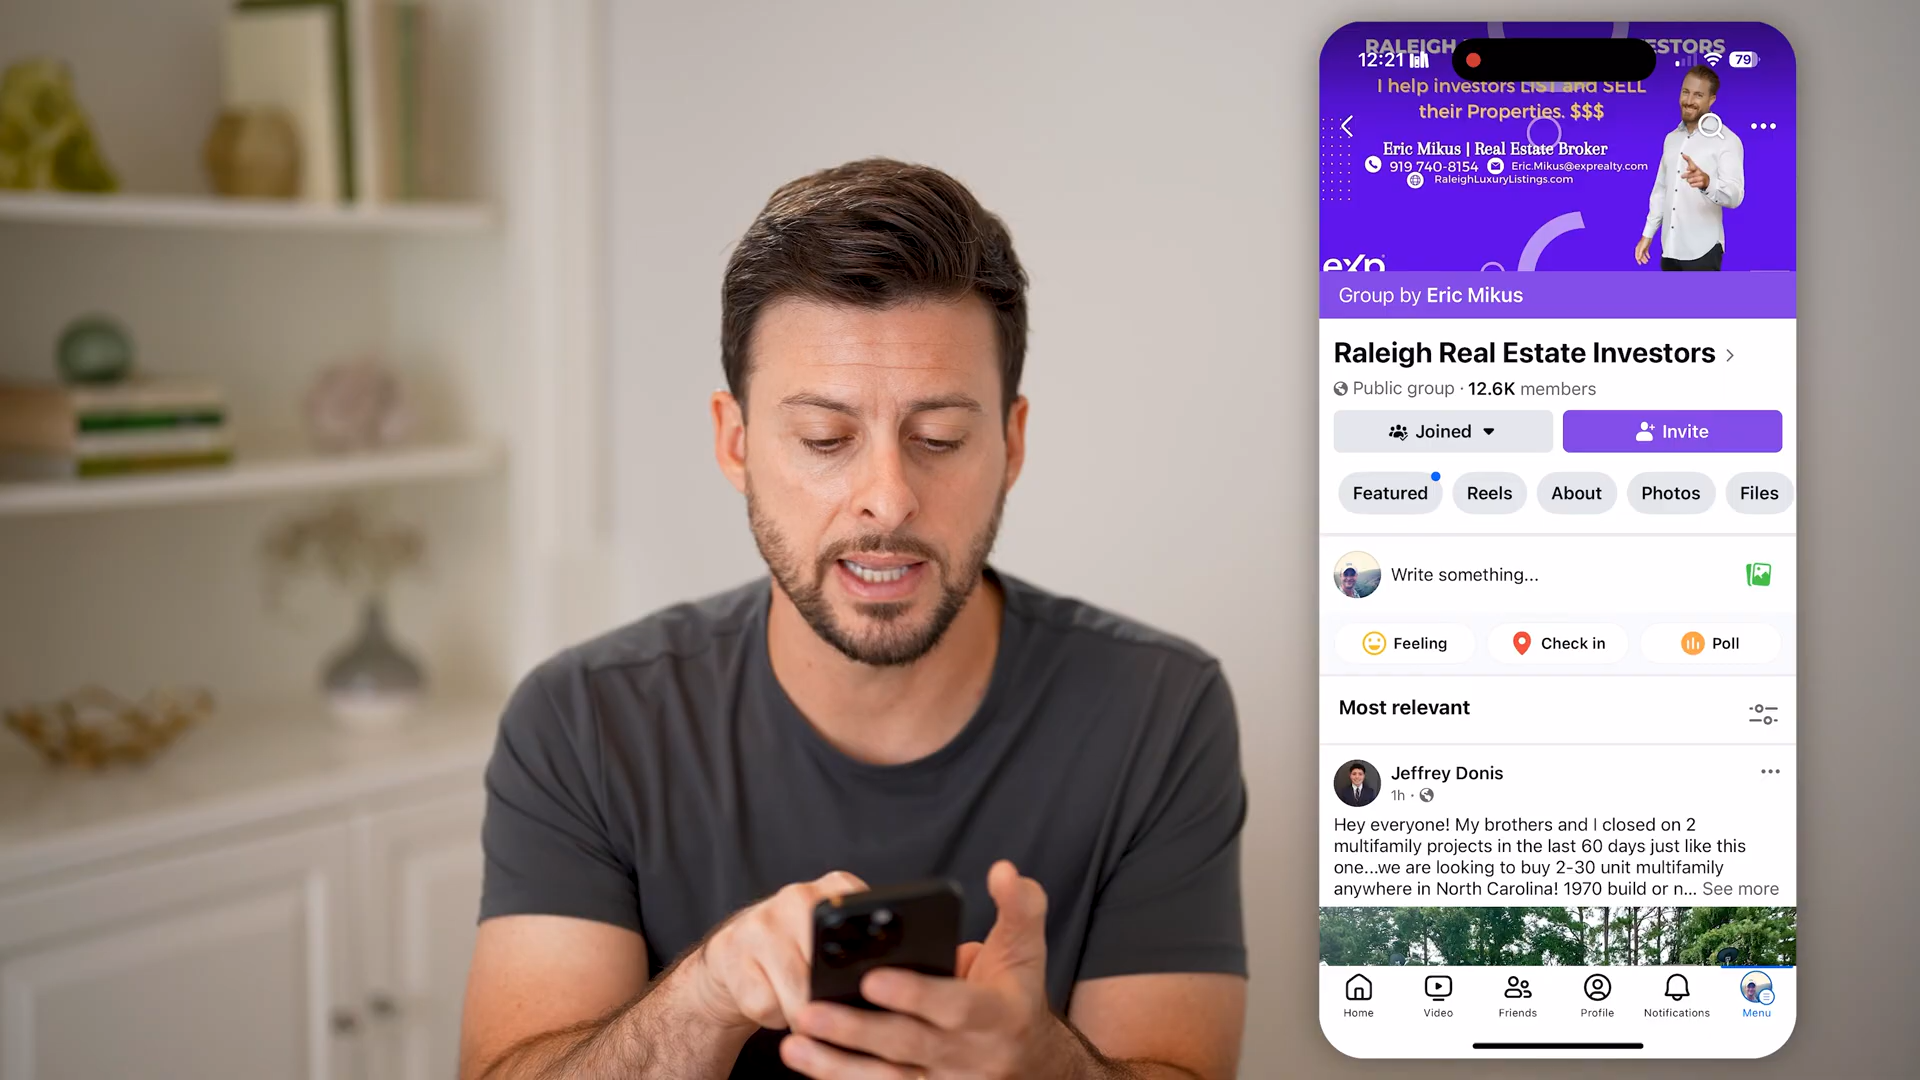 RALEIGH
ESTORS
12:21
79
I help investors LIST and SELL
their Properties. $$$
Eric Mikus | Real Estate Broker
919 740-8154 Eric.Mikus@exprealty.com
RaleighLuxuryListings.com
exp
Group by Eric Mikus
Raleigh Real Estate Investors
Public group · 12.6K members
Joined
Invite
Featured
Reels
About
Photos
Files
Write something...
Feeling
Check in
Poll
Most relevant
Jeffrey Donis
1h ·
Hey everyone! My brothers and I closed on 2
multifamily projects in the last 60 days just like this
one...we are looking to buy 2-30 unit multifamily
anywhere in North Carolina! 1970 build or n... See more
Home
Video
Friends
Profile
Notifications
Menu